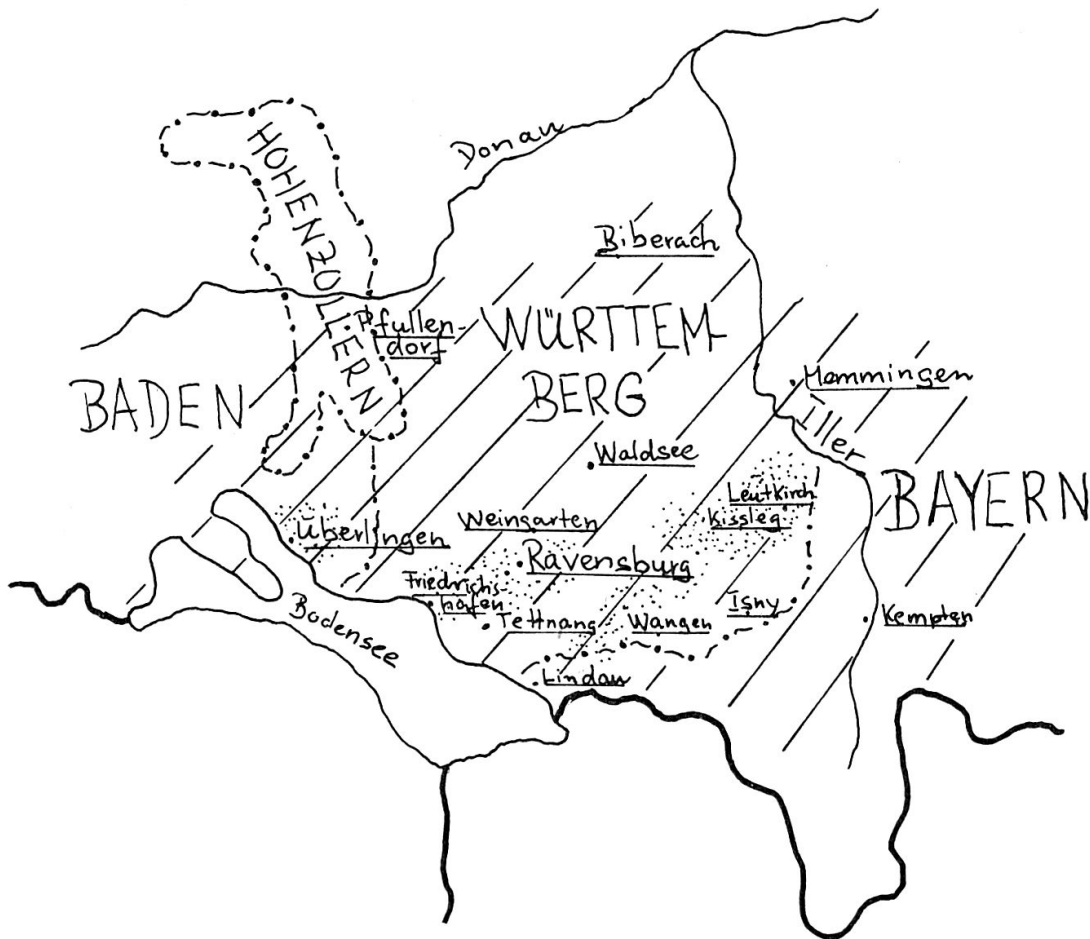 HOHENZOLLERN
Donau
Biberach
Pfullen-
dorf
WÜRTTEM-
BERG
BADEN
Memmingen
Iller
Waldsee
BAYERN
Leutkirch
Kissleg
Überlingen
Weingarten
Ravensburg
Friedrichs-
hafen
Bodensee
Tettnang
Wangen
Isny
Kempten
Lindau